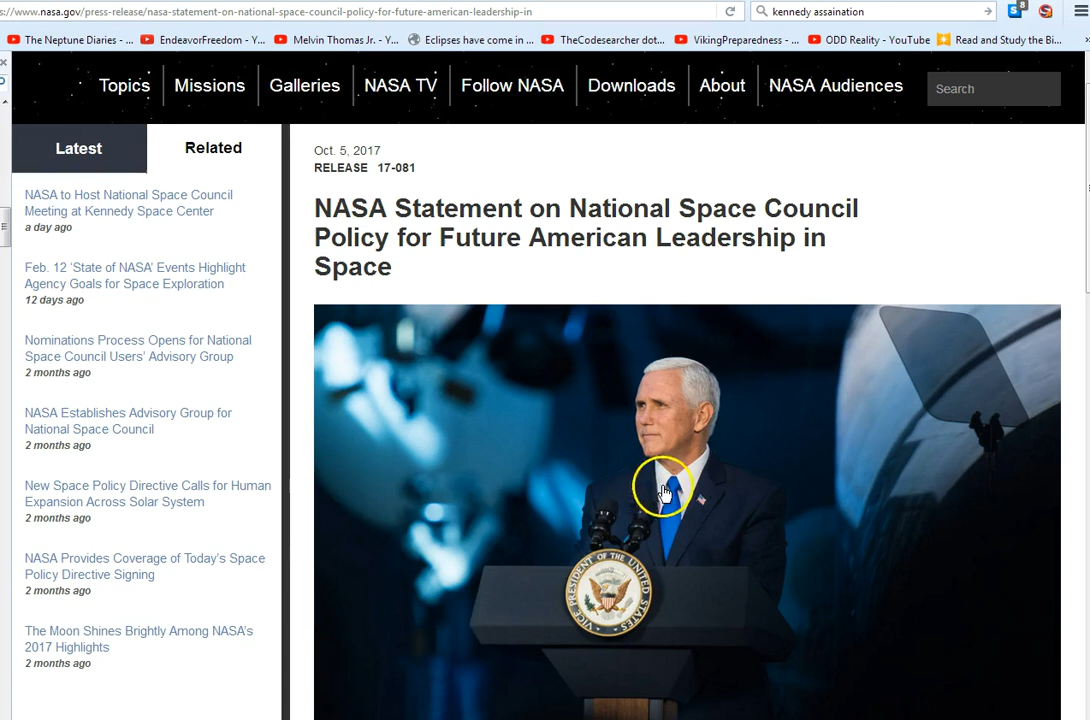 s://www.nasa.gov/press-release/nasa-statement-on-national-space-council-policy-for-future-american-leadership-in
kennedy assaination
8
The Neptune Diaries - ...
EndeavorFreedom - Y...
Melvin Thomas Jr. - Y...
Eclipses have come in ...
TheCodesearcher dot...
VikingPreparedness - ...
ODD Reality - YouTube
Read and Study the Bi...
Topics
Missions
Galleries
NASA TV
Follow NASA
Downloads
About
NASA Audiences
Search
Latest
Related
NASA to Host National Space Council
Meeting at Kennedy Space Center
a day ago
Feb. 12 ‘State of NASA’ Events Highlight
Agency Goals for Space Exploration
12 days ago
Nominations Process Opens for National
Space Council Users’ Advisory Group
2 months ago
NASA Establishes Advisory Group for
National Space Council
2 months ago
New Space Policy Directive Calls for Human
Expansion Across Solar System
2 months ago
NASA Provides Coverage of Today’s Space
Policy Directive Signing
2 months ago
The Moon Shines Brightly Among NASA’s
2017 Highlights
2 months ago
Oct. 5, 2017
RELEASE 17-081
NASA Statement on National Space Council
Policy for Future American Leadership in
Space
VICE PRESIDENT OF THE UNITED STATES